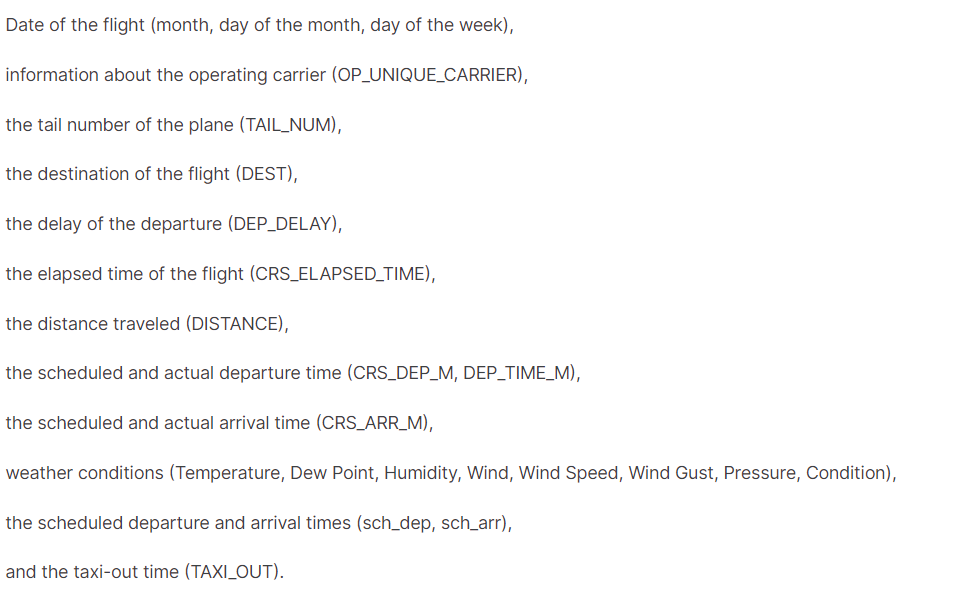 Date of the flight (month, day of the month, day of the week),
information about the operating carrier (OP_UNIQUE_CARRIER),
the tail number of the plane (TAIL_NUM),
the destination of the flight (DEST),
the delay of the departure (DEP_DELAY),
the elapsed time of the flight (CRS_ELAPSED_TIME),
the distance traveled (DISTANCE),
the scheduled and actual departure time (CRS_DEP_M, DEP_TIME_M),
the scheduled and actual arrival time (CRS_ARR_M),
weather conditions (Temperature, Dew Point, Humidity, Wind, Wind Speed, Wind Gust, Pressure, Condition),
the scheduled departure and arrival times (sch_dep, sch_arr),
and the taxi-out time (TAXI_OUT).